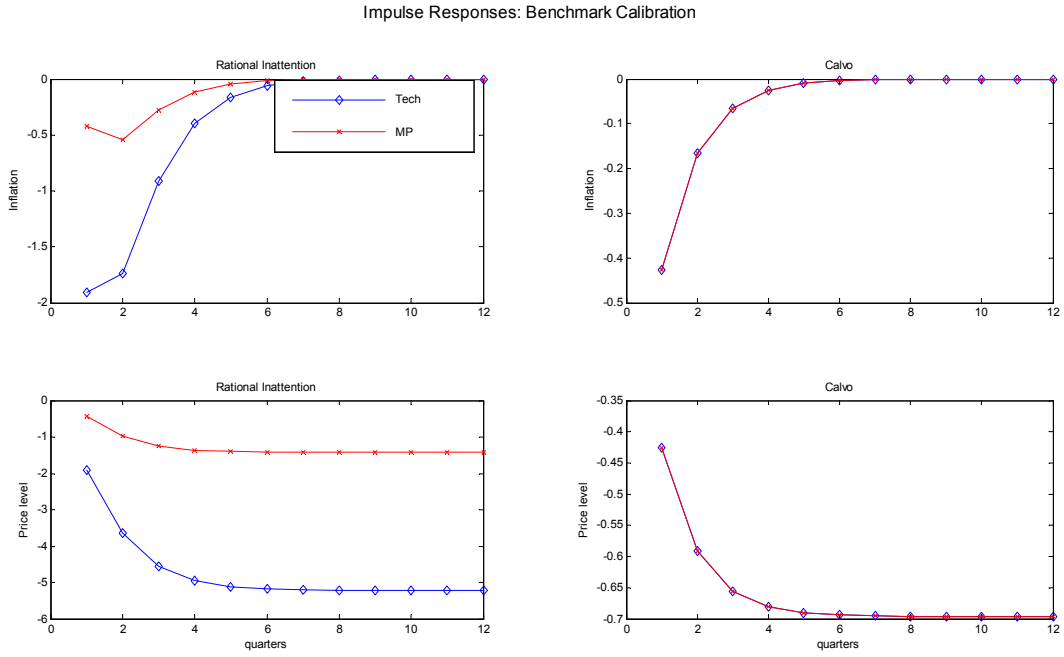 Impulse Responses: Benchmark Calibration
Rational Inattention
Inflation
0
-0.5
-1
-1.5
-2
0 2 4 6 8 10 12
Tech
MP
Calvo
Inflation
0
-0.1
-0.2
-0.3
-0.4
-0.5
0 2 4 6 8 10 12
Rational Inattention
Price level
0
-1
-2
-3
-4
-5
-6
0 2 4 6 8 10 12
quarters
Calvo
Price level
-0.35
-0.4
-0.45
-0.5
-0.55
-0.6
-0.65
-0.7
0 2 4 6 8 10 12
quarters